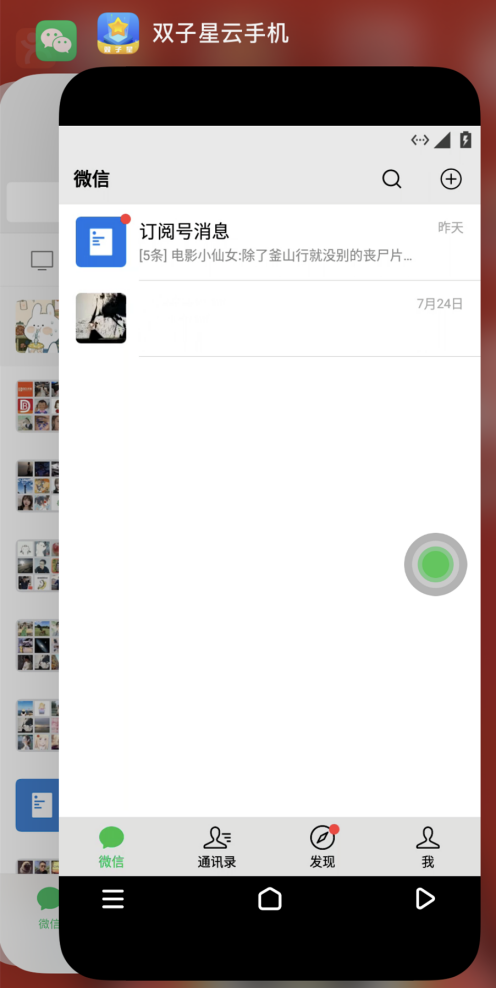 双子星云手机
微信
订阅号消息
昨天
[5条] 电影小仙女:除了釜山行就没别的丧尸片...
7月24日
微信
通讯录
发现
我